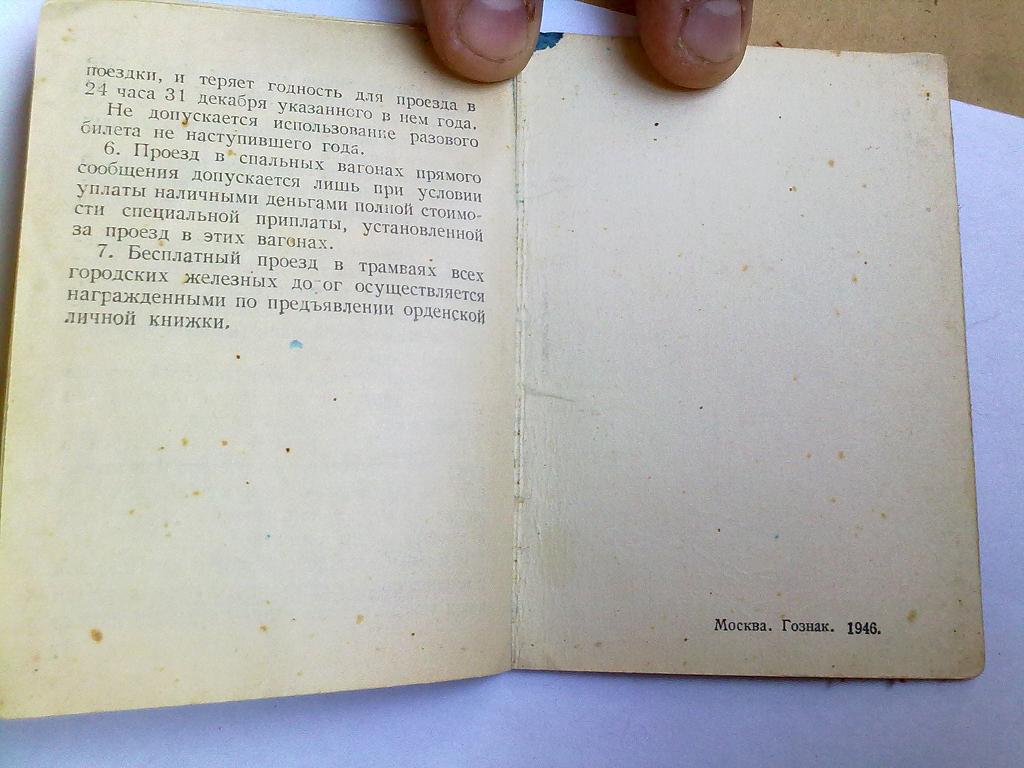 поездки, и теряет годность для проезда в
24 часа 31 декабря указанного в нем года.
Не допускается использование разового
билета не наступившего года.
6. Проезд в спальных вагонах прямого
сообщения допускается лишь при условии
уплаты наличными деньгами полной стоимо-
сти специальной приплаты, установленной
за проезд в этих вагонах.
7. Бесплатный проезд в трамваях всех
городских железных до ог осуществляется
награжденными по предъявлении орденской
личной книжки.
Москва. Гознак. 1946.